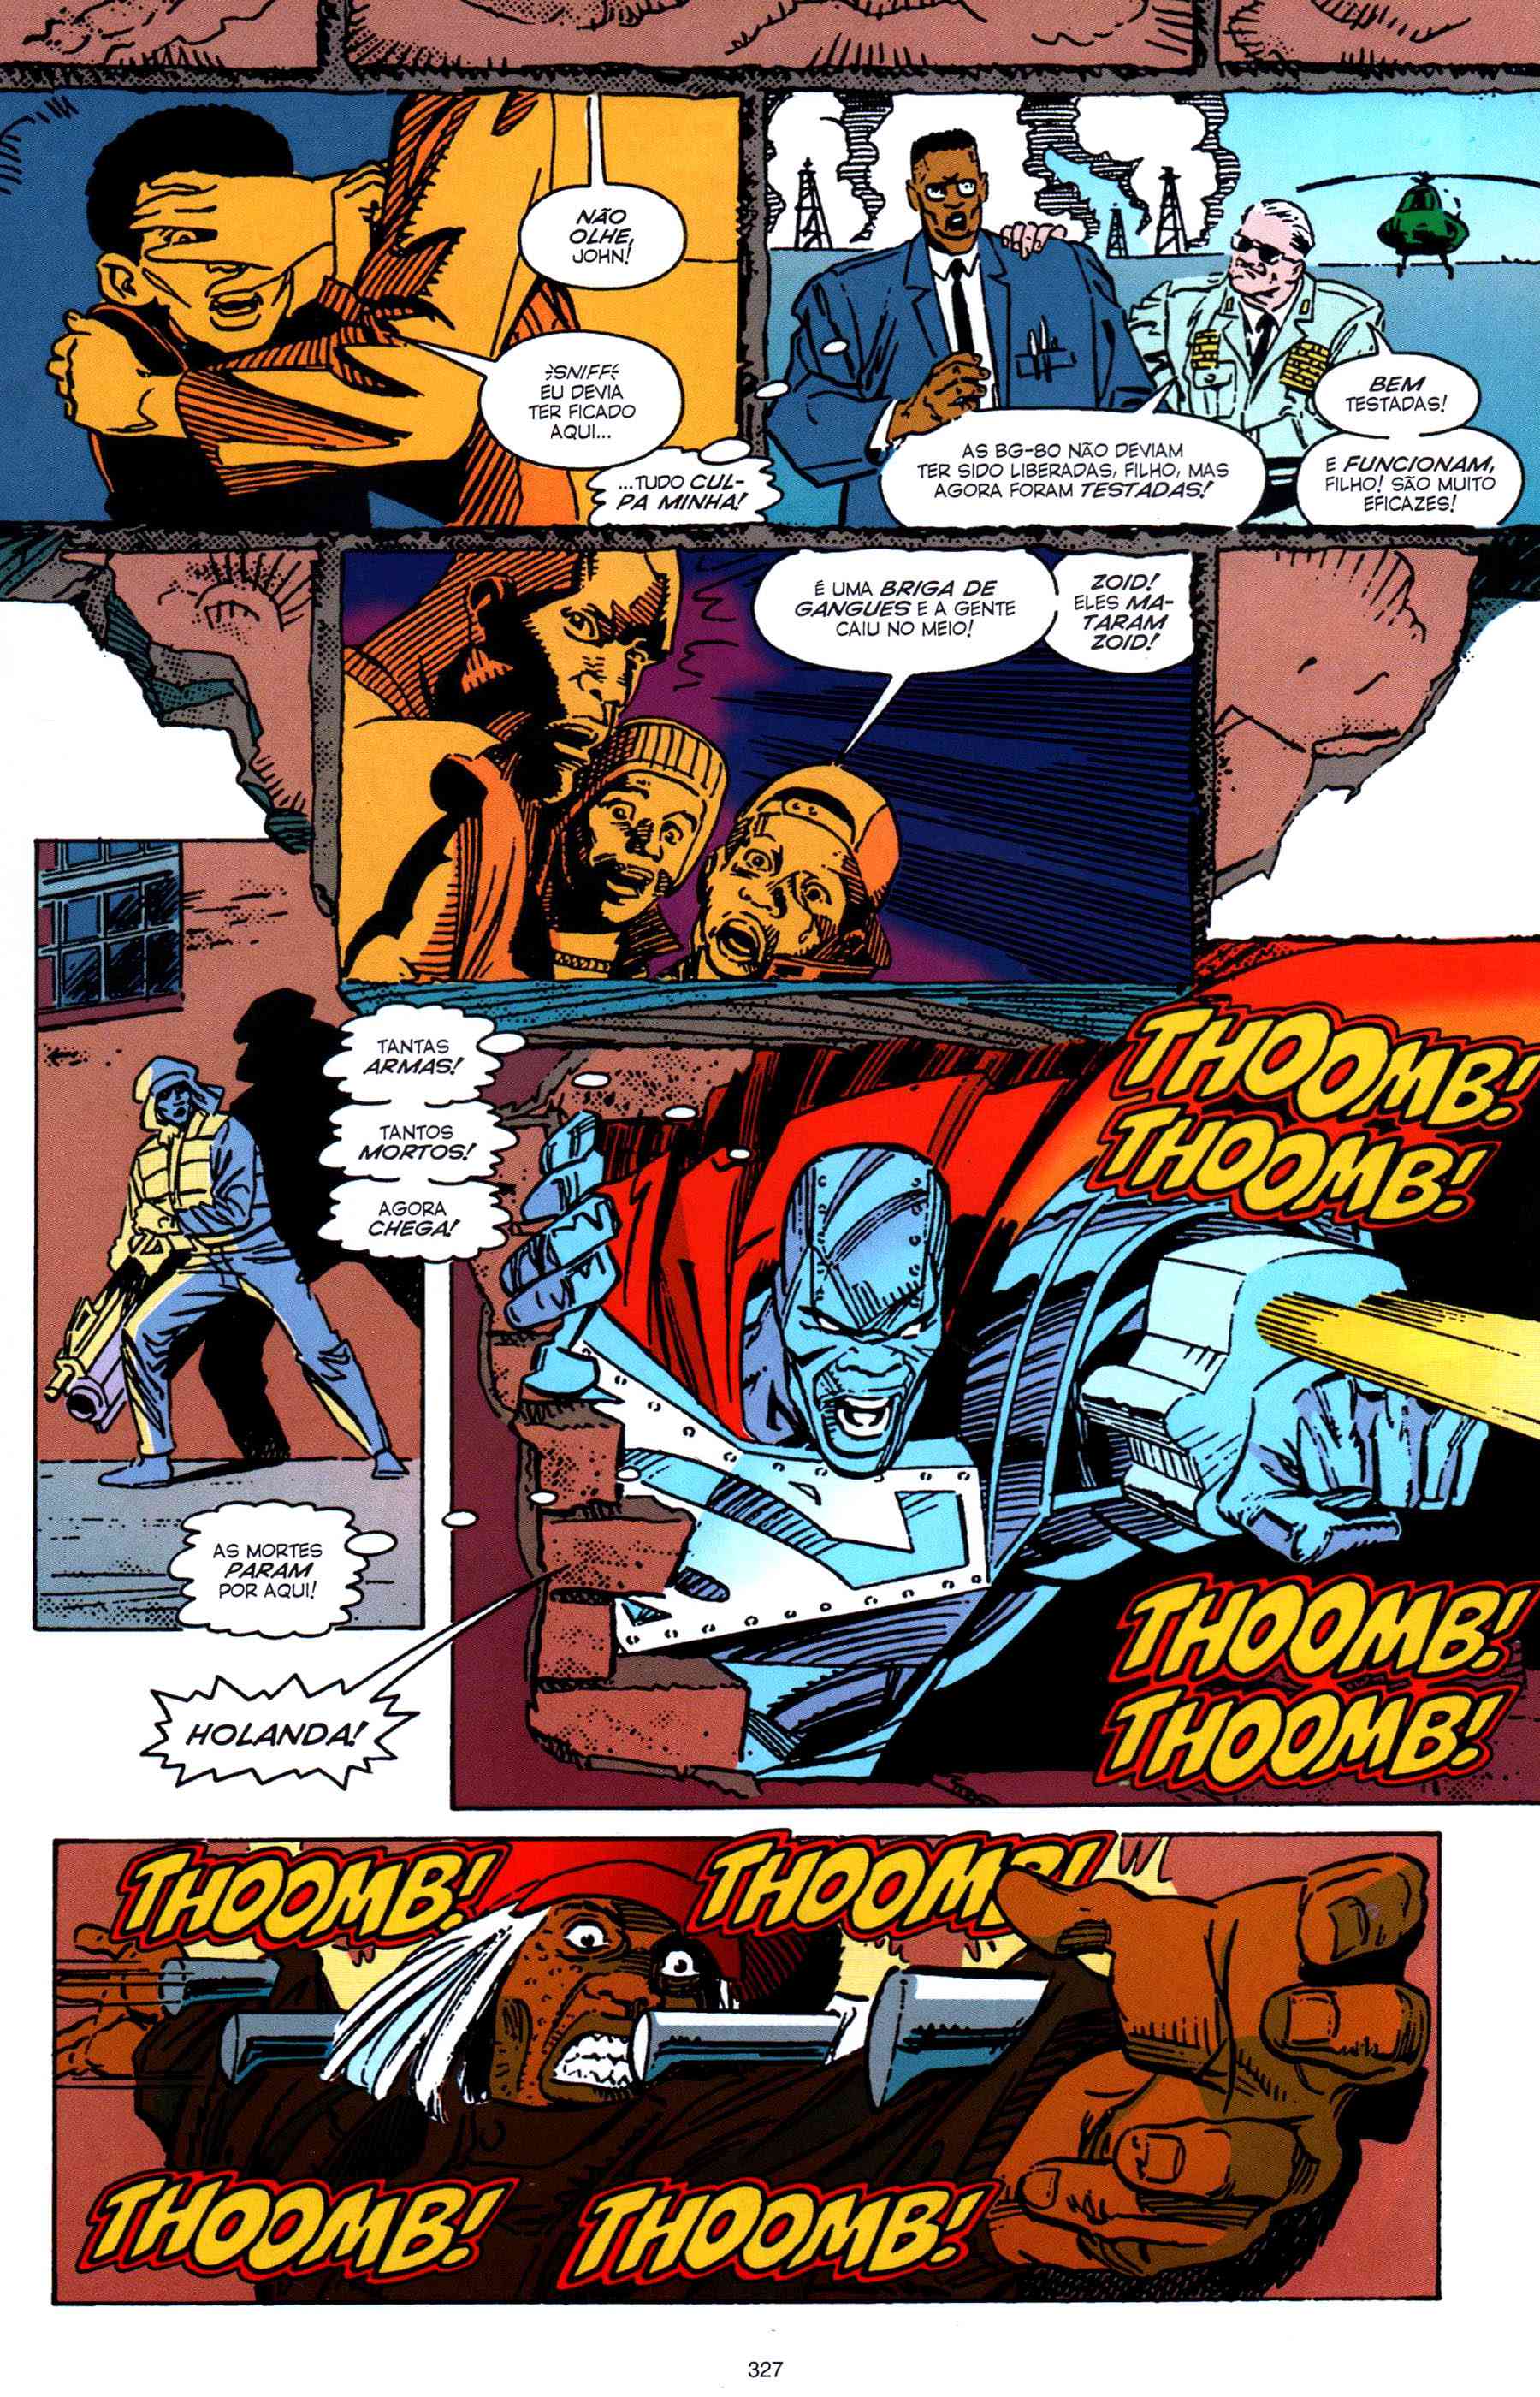 NÃO
OLHE,
JOHN!
SNIFF
EU DEVIA
TER FICADO
AQUI...
...TUDO CUL-
PA MINHA!
AS BG-80 NÃO DEVIAM
TER SIDO LIBERADAS, FILHO, MAS
AGORA FORAM TESTADAS!
BEM
TESTADAS!
E FUNCIONAM,
FILHO! SÃO MUITO
EFICAZES!
É UMA BRIGA DE
GANGUES E A GENTE
CAIU NO MEIO!
ZOID!
ELES MA-
TARAM
ZOID!
TANTAS
ARMAS!
TANTOS
MORTOS!
AGORA
CHEGA!
AS MORTES
PARAM
POR AQUI!
HOLANDA!
THOOMB!
THOOMB!
THOOMB!
THOOMB!
THOOMB!
THOOMB!
THOOMB!
THOOMB!
327